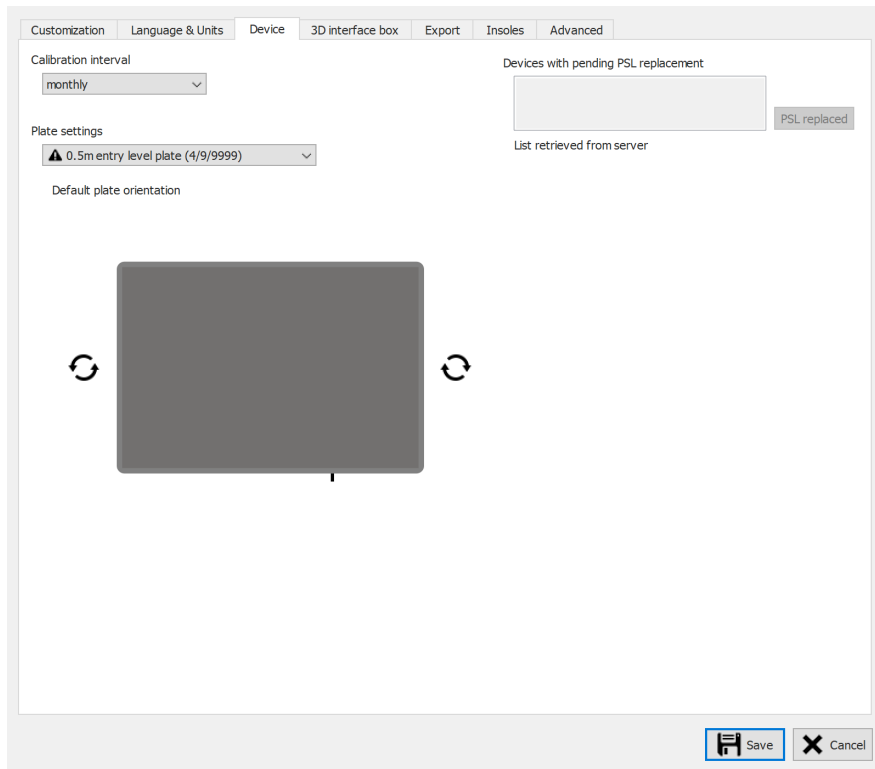 Customization
Language & Units
Device
3D interface box
Export
Insoles
Advanced
Calibration interval
monthly
Plate settings
0.5m entry level plate (4/9/9999)
Default plate orientation
Devices with pending PSL replacement
PSL replaced
List retrieved from server
Save
Cancel